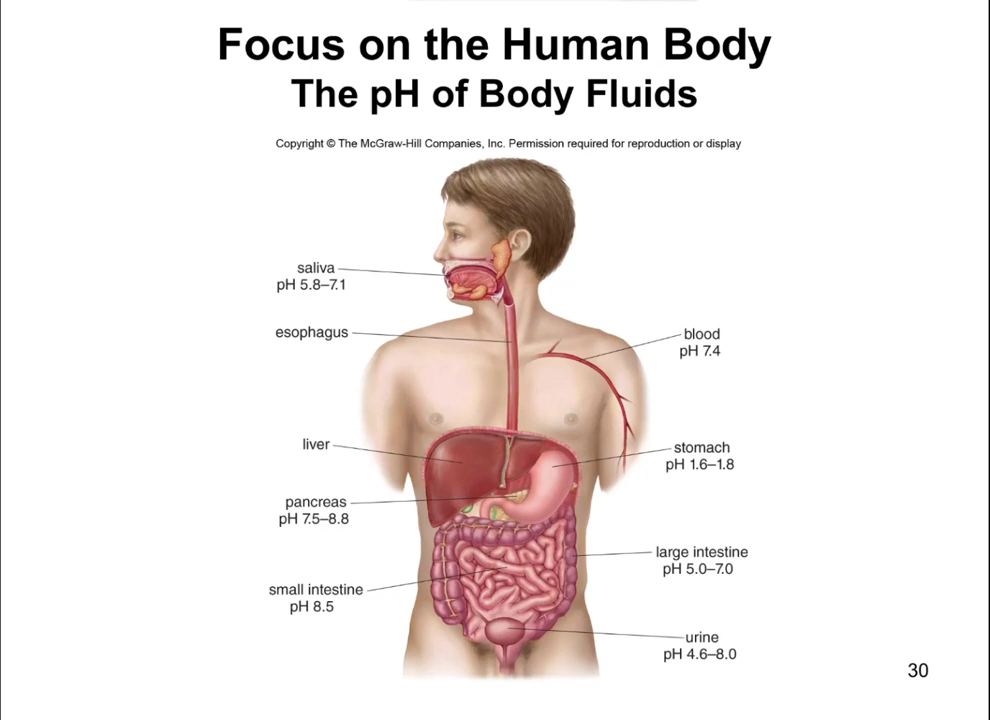 Focus on the Human Body
The pH of Body Fluids
Copyright © The McGraw-Hill Companies, Inc. Permission required for reproduction or display
saliva
pH 5.8–7.1
esophagus
blood
pH 7.4
liver
stomach
pH 1.6–1.8
pancreas
pH 7.5–8.8
large intestine
pH 5.0–7.0
small intestine
pH 8.5
urine
pH 4.6–8.0
30